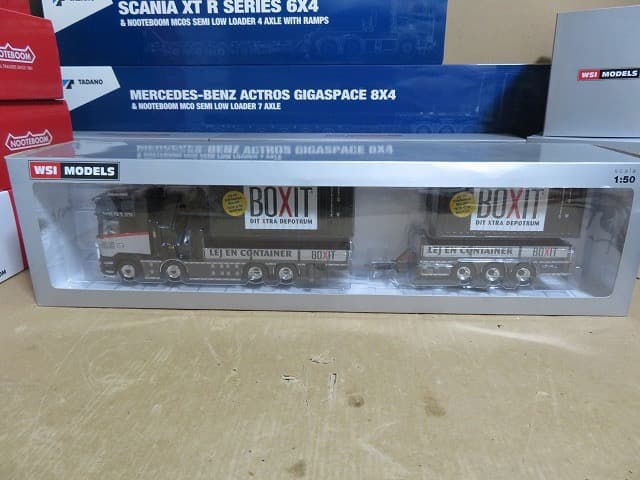 SCANIA XT R SERIES 6X4
& NOOTEBOOM MCOS SEMI LOW LOADER 4 AXLE WITH RAMPS
NOOTEBOOM
TADANO
MERCEDES-BENZ ACTROS GIGASPACE 8X4
& NOOTEBOOM MCO SEMI LOW LOADER 7 AXLE
WSI MODELS
NOOTEBOOM
MERCEDES-BENZ ACTROS GIGASPACE 8X4
WSI MODELS
scale
1:50
BOXIT
DIT XTRA DEPOTRUM
BOXIT
DIT XTRA DEPOTRUM
LEJ EN CONTAINER BOXIT
LEJ EN CONTAINER BOXIT